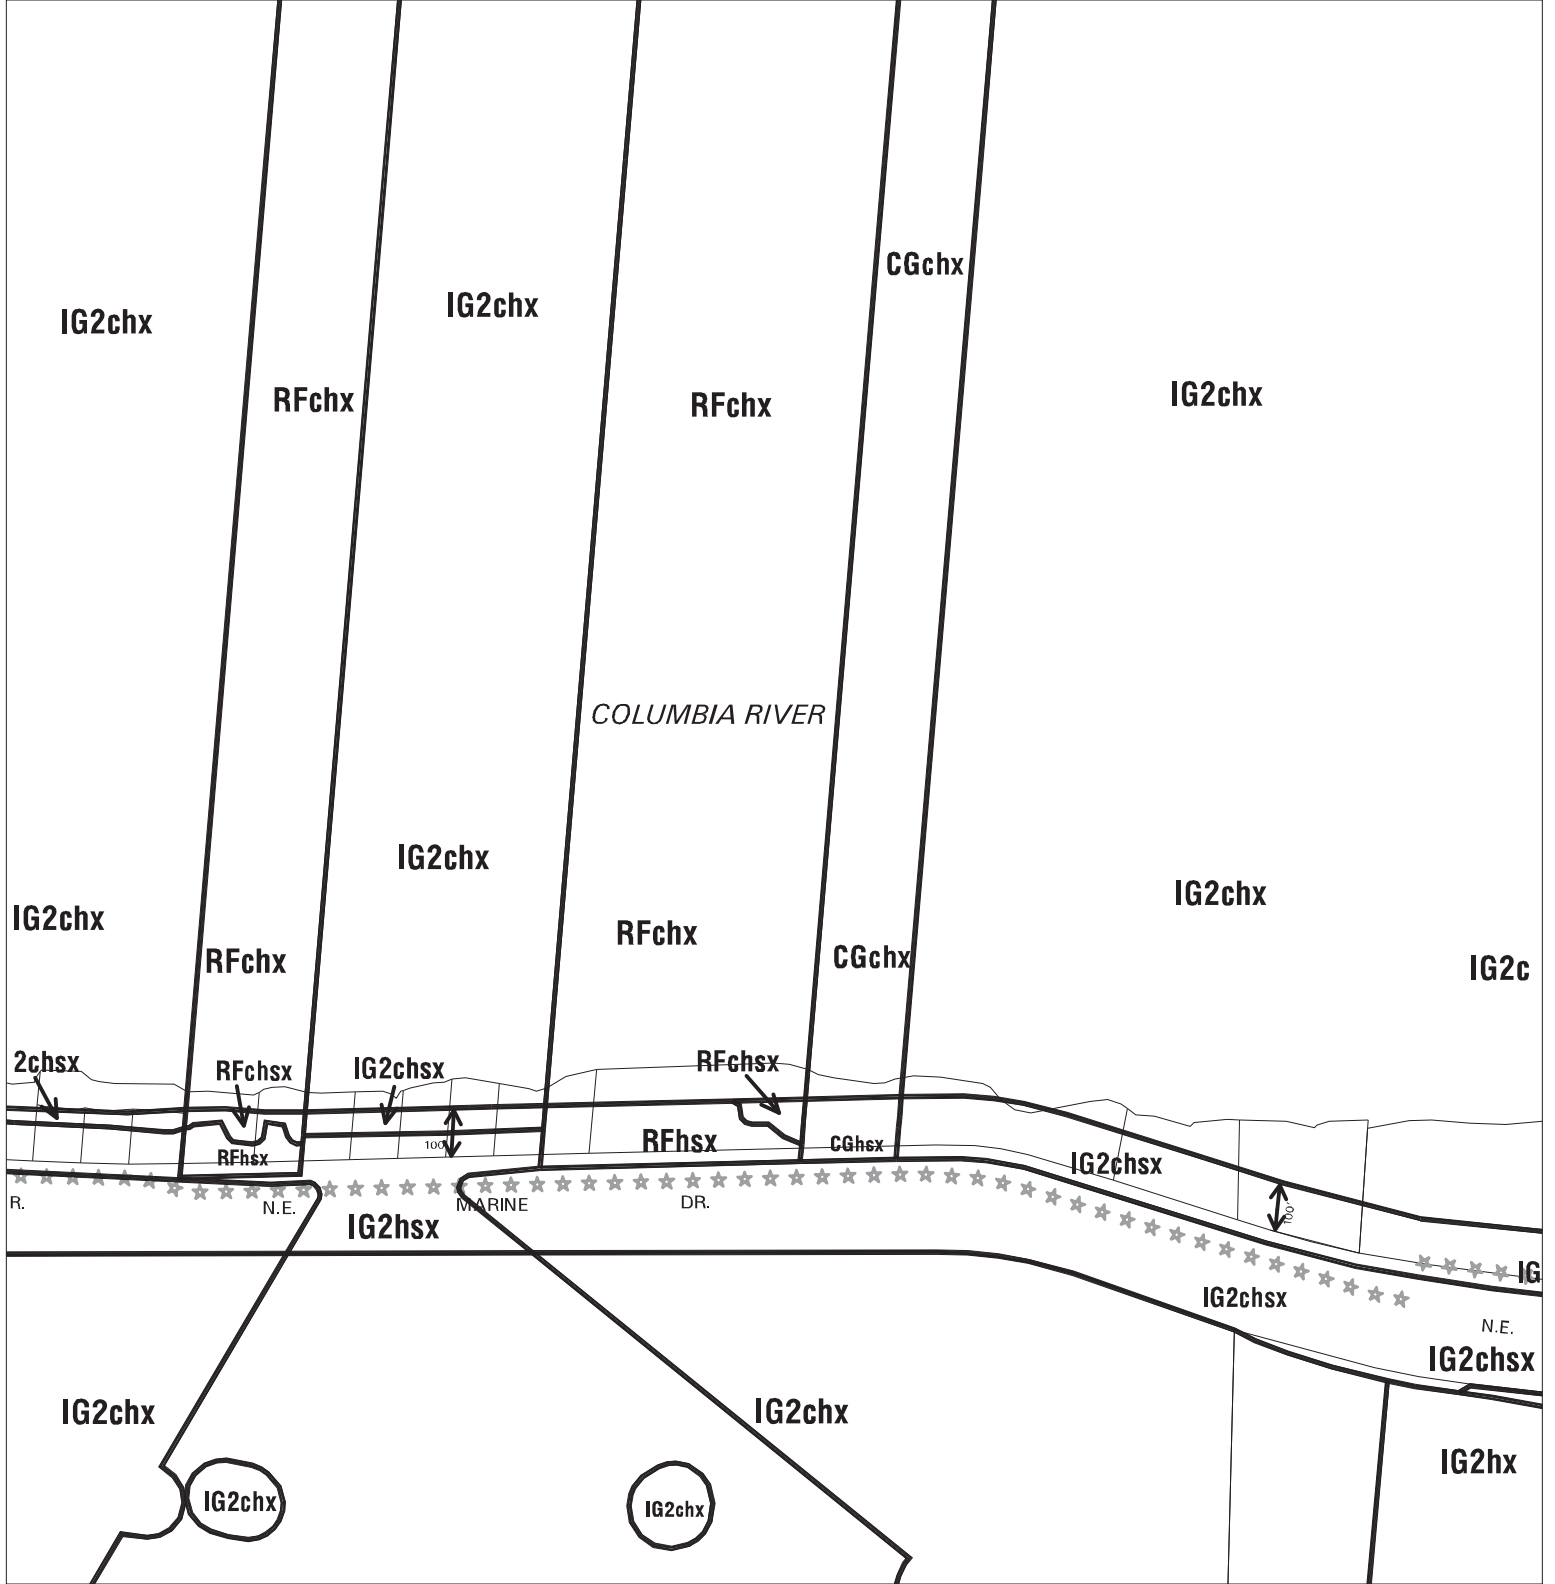 CGchx
IG2chx
IG2chx
RFchx
RFchx
IG2chx
COLUMBIA RIVER
IG2chx
IG2chx
IG2chx
RFchx
RFchx
CGchx
IG2c
2chsx
RFchsx
IG2chsx
RFchsx
100'
RFhsx
CGhsx
RFhsx
IG2chsx
R.
N.E.
MARINE
DR.
IG2hsx
100'
IG
IG2chsx
N.E.
IG2chsx
IG2chx
IG2chx
IG2hx
IG2chx
IG2chx